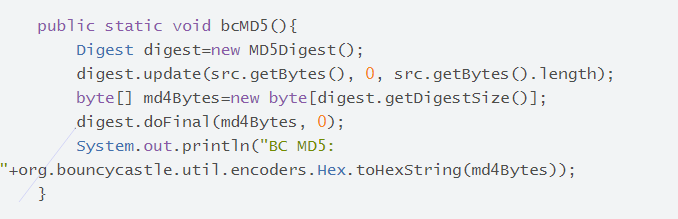 public static void bcMD5(){
Digest digest=new MD5Digest();
digest.update(src.getBytes(), 0, src.getBytes().length);
byte[] md4Bytes=new byte[digest.getDigestSize()];
digest.doFinal(md4Bytes, 0);
System.out.println("BC MD5:
"+org.bouncycastle.util.encoders.Hex.toHexString(md4Bytes));
}